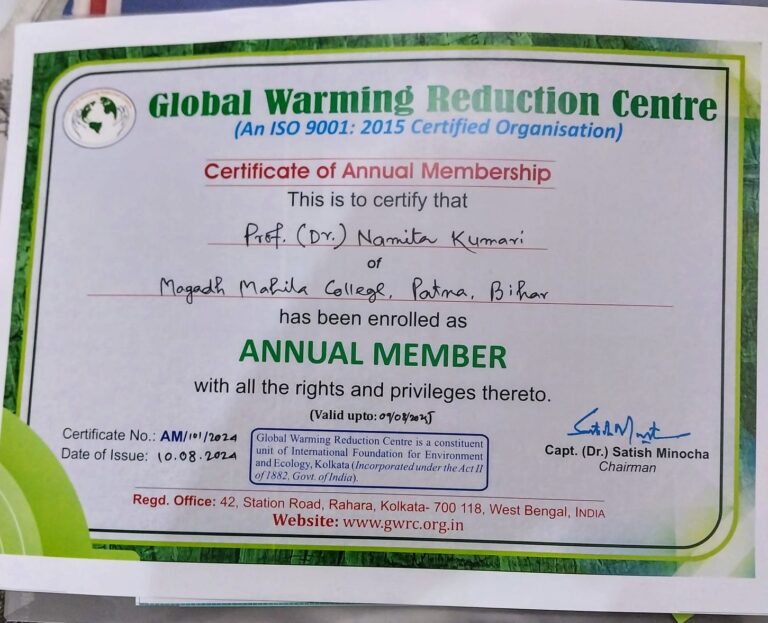 Global Warming Reduction Centre
(An ISO 9001: 2015 Certified Organisation)
Certificate of Annual Membership
This is to certify that
Prof. (Dr.) Namita Kumari
of
Magadh Mahila College, Patna, Bihar
has been enrolled as
ANNUAL MEMBER
with all the rights and privileges thereto.
(Valid upto: 09/08/2025)
Certificate No.: AM/101/2024
Date of Issue: 10.08.2024
Global Warming Reduction Centre is a constituent
unit of International Foundation for Environment
and Ecology, Kolkata (Incorporated under the Act II
of 1882, Govt. of India).
Capt. (Dr.) Satish Minocha
Chairman
Regd. Office: 42, Station Road, Rahara, Kolkata- 700 118, West Bengal, INDIA
Website: www.gwrc.org.in